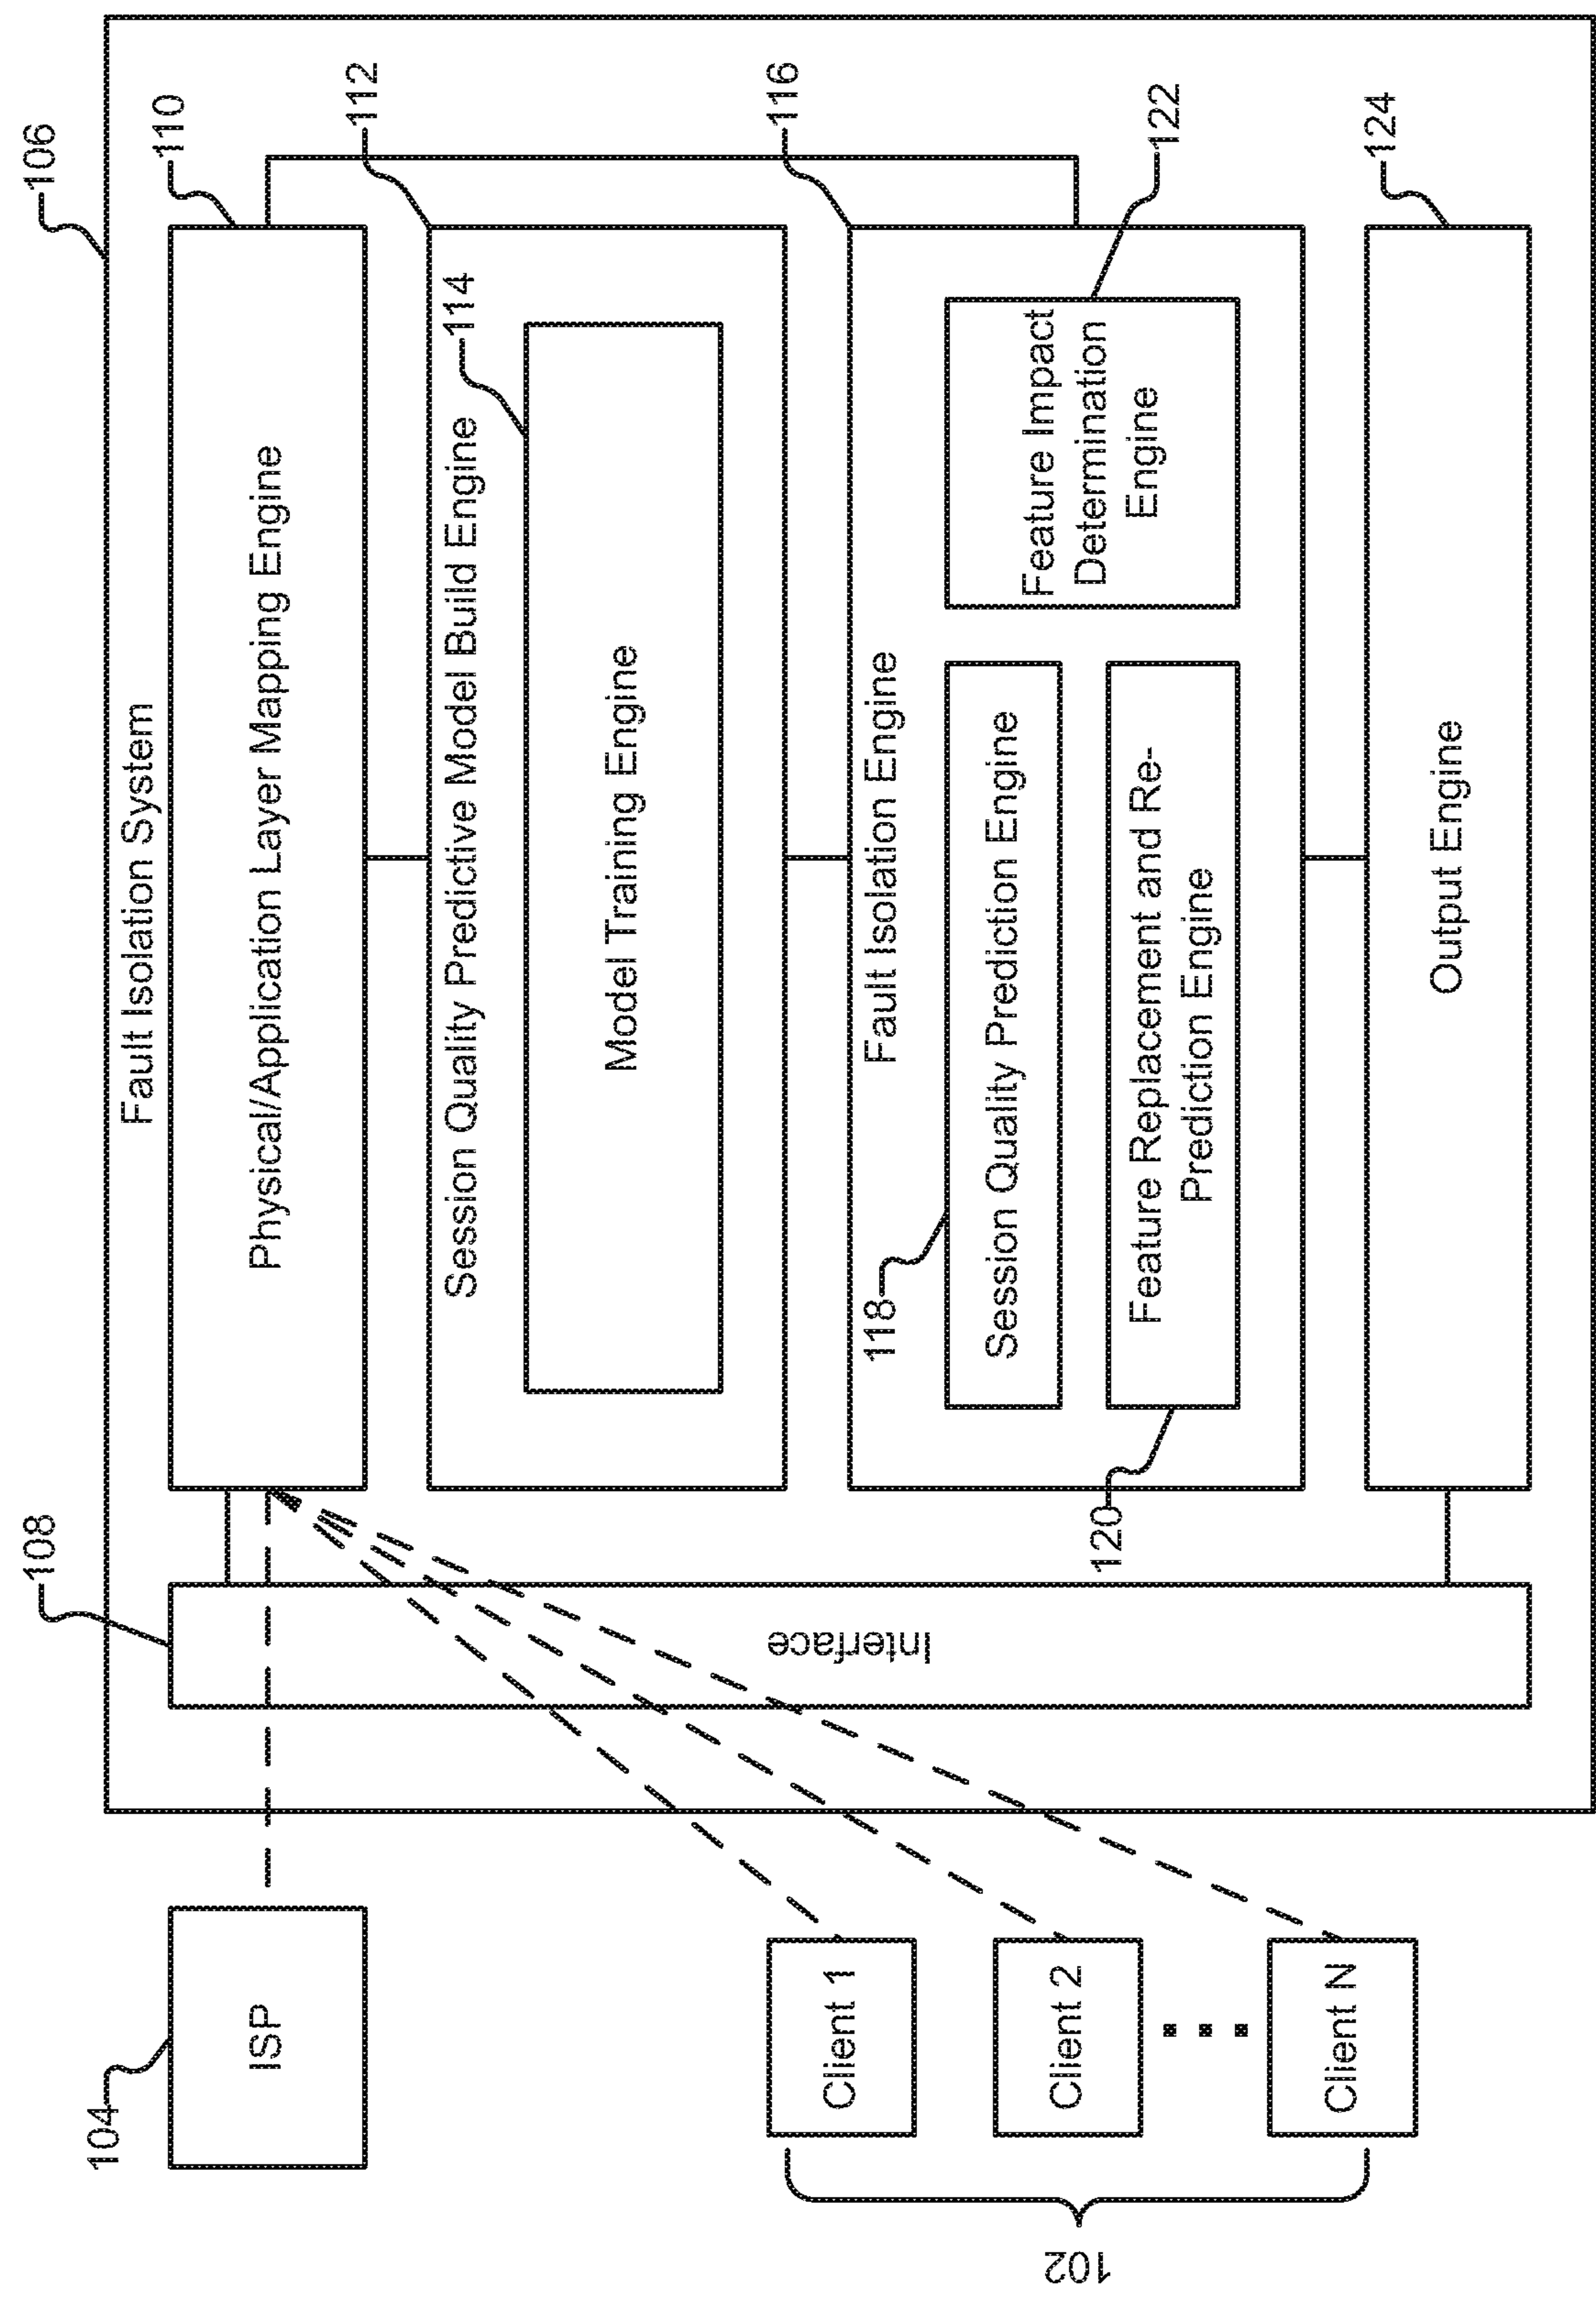 106
Fault Isolation System
110
Physical/Application Layer Mapping Engine
112
Session Quality Predictive Model Build Engine
114
Model Training Engine
116
Fault Isolation Engine
118
Session Quality Prediction Engine
120
Feature Replacement and Re-
Prediction Engine
122
Feature Impact
Determination
Engine
124
Output Engine
108
Interface
104
ISP
102
Client 1
Client 2
Client N